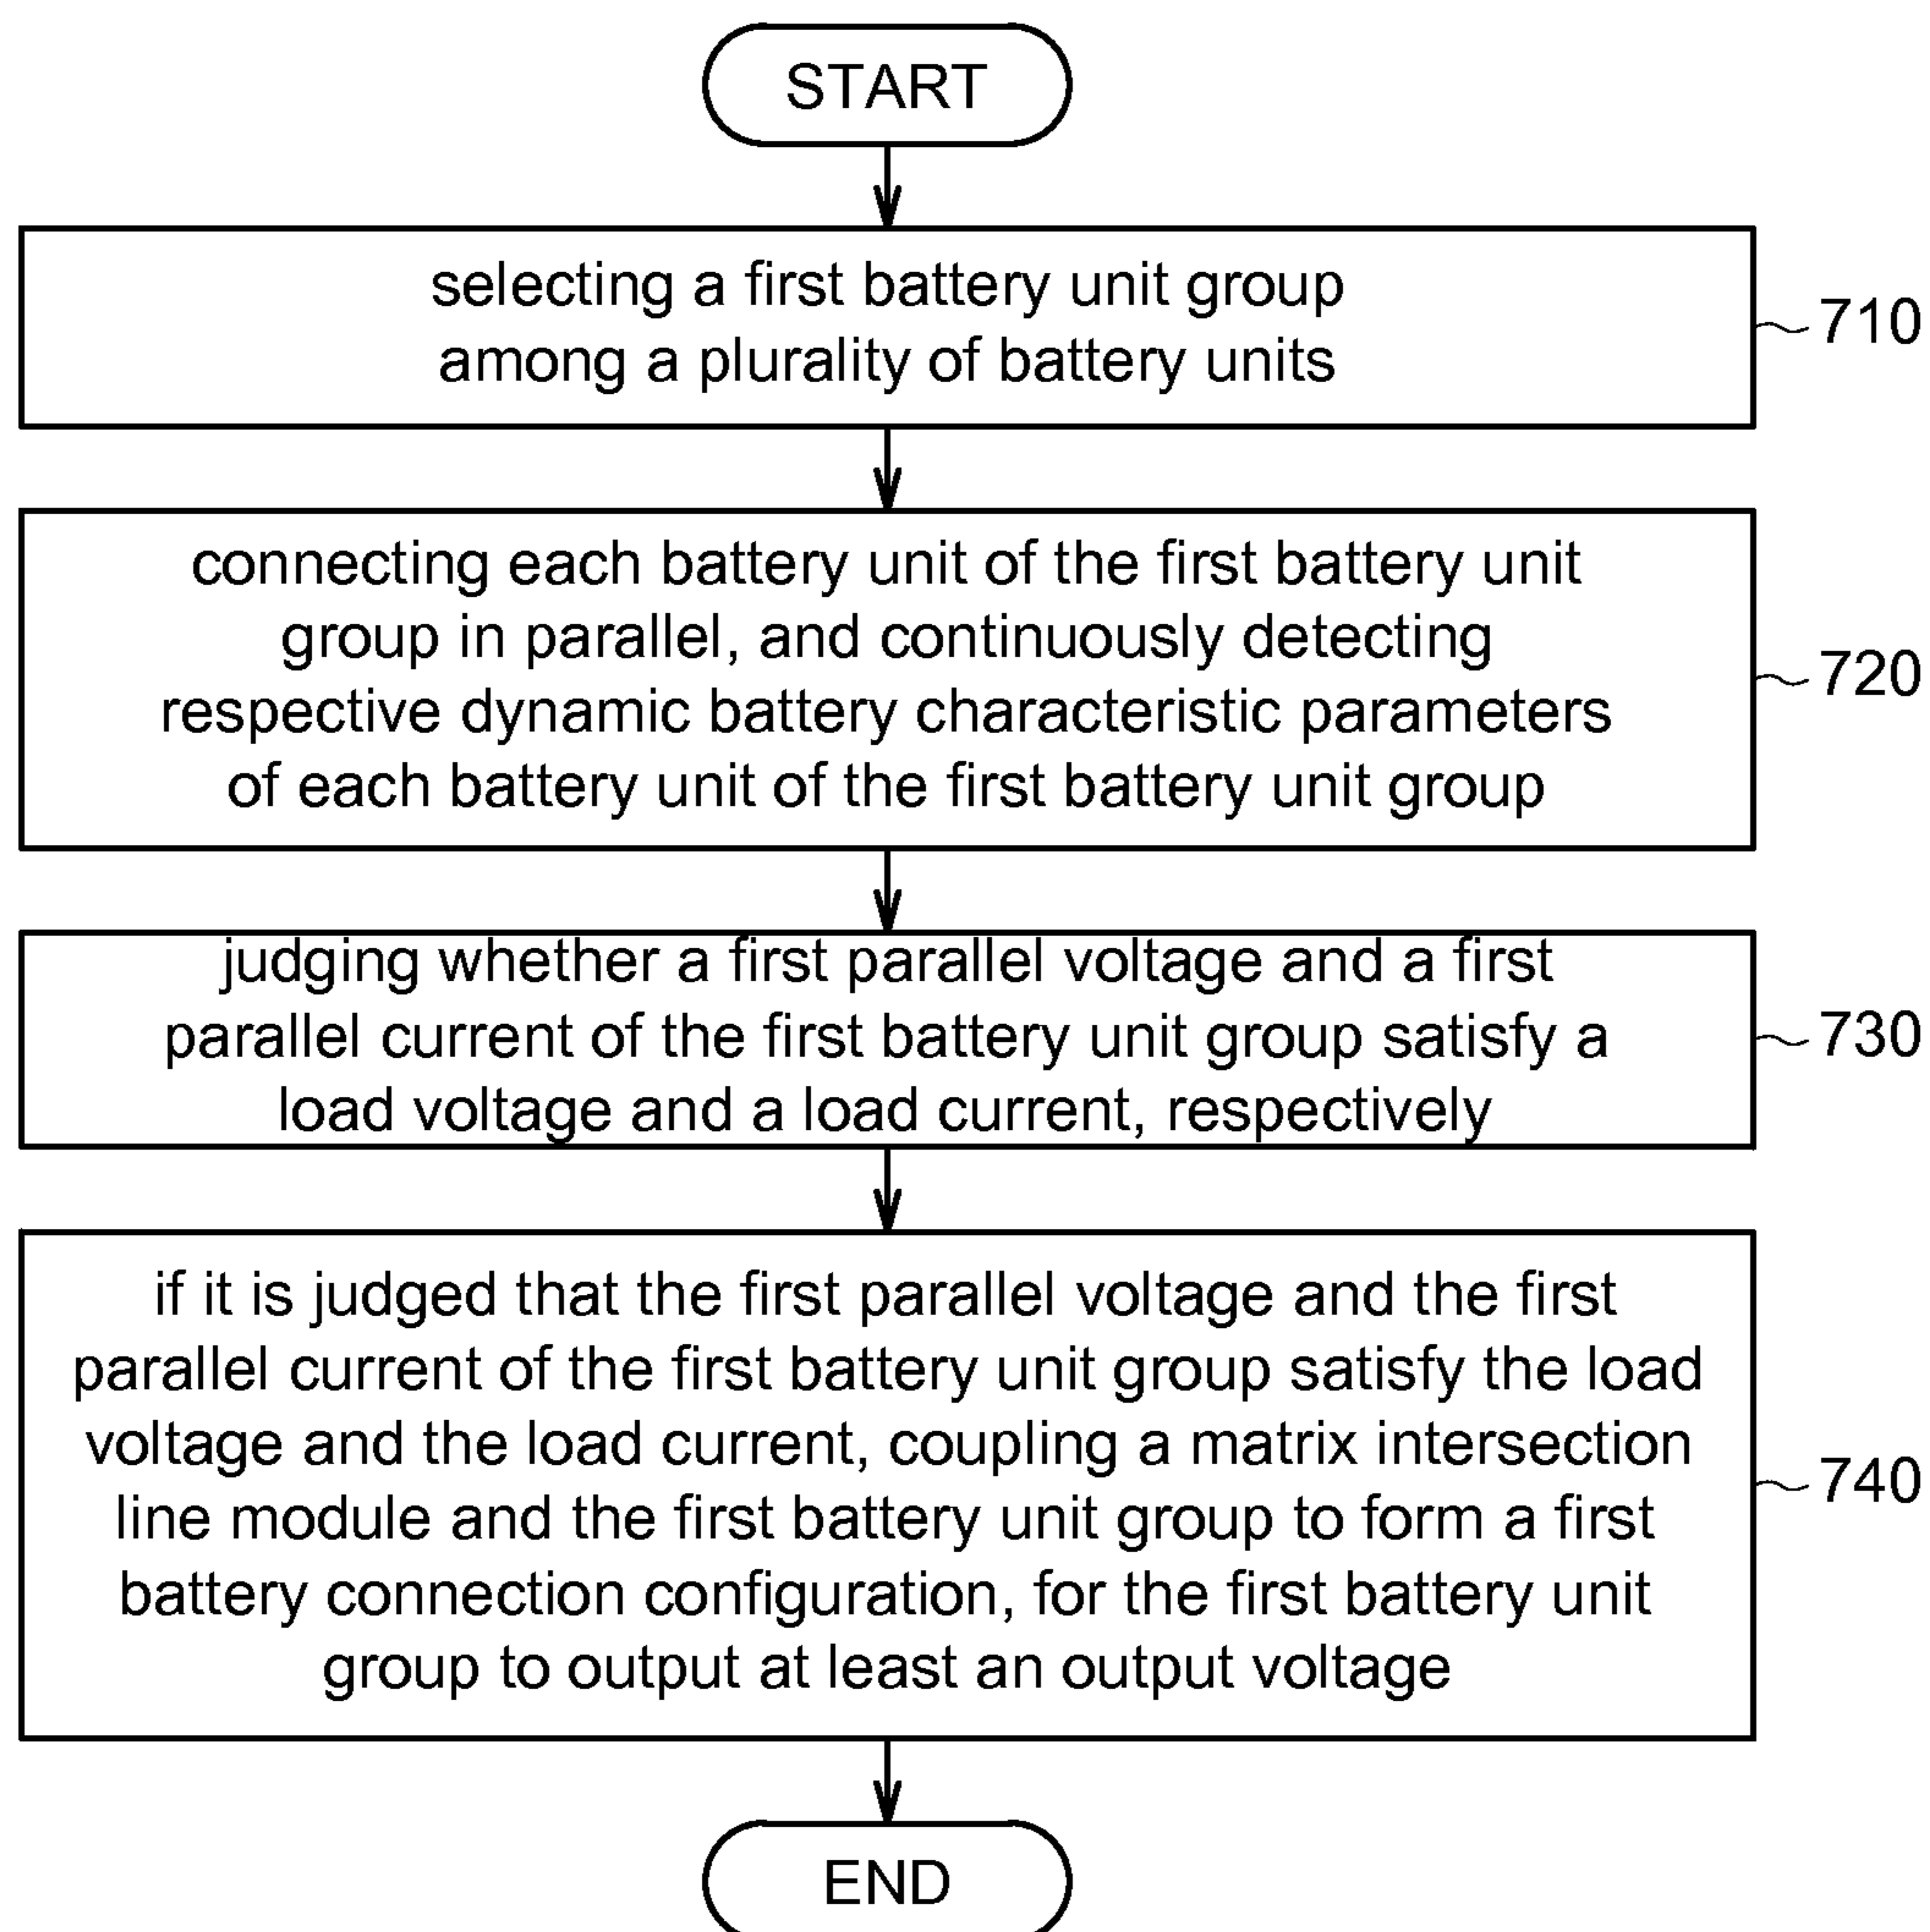 START
selecting a first battery unit group
among a plurality of battery units
710
connecting each battery unit of the first battery unit
group in parallel, and continuously detecting
respective dynamic battery characteristic parameters
of each battery unit of the first battery unit group
720
judging whether a first parallel voltage and a first
parallel current of the first battery unit group satisfy a
load voltage and a load current, respectively
730
if it is judged that the first parallel voltage and the first
parallel current of the first battery unit group satisfy the load
voltage and the load current, coupling a matrix intersection
line module and the first battery unit group to form a first
battery connection configuration, for the first battery unit
group to output at least an output voltage
740
END